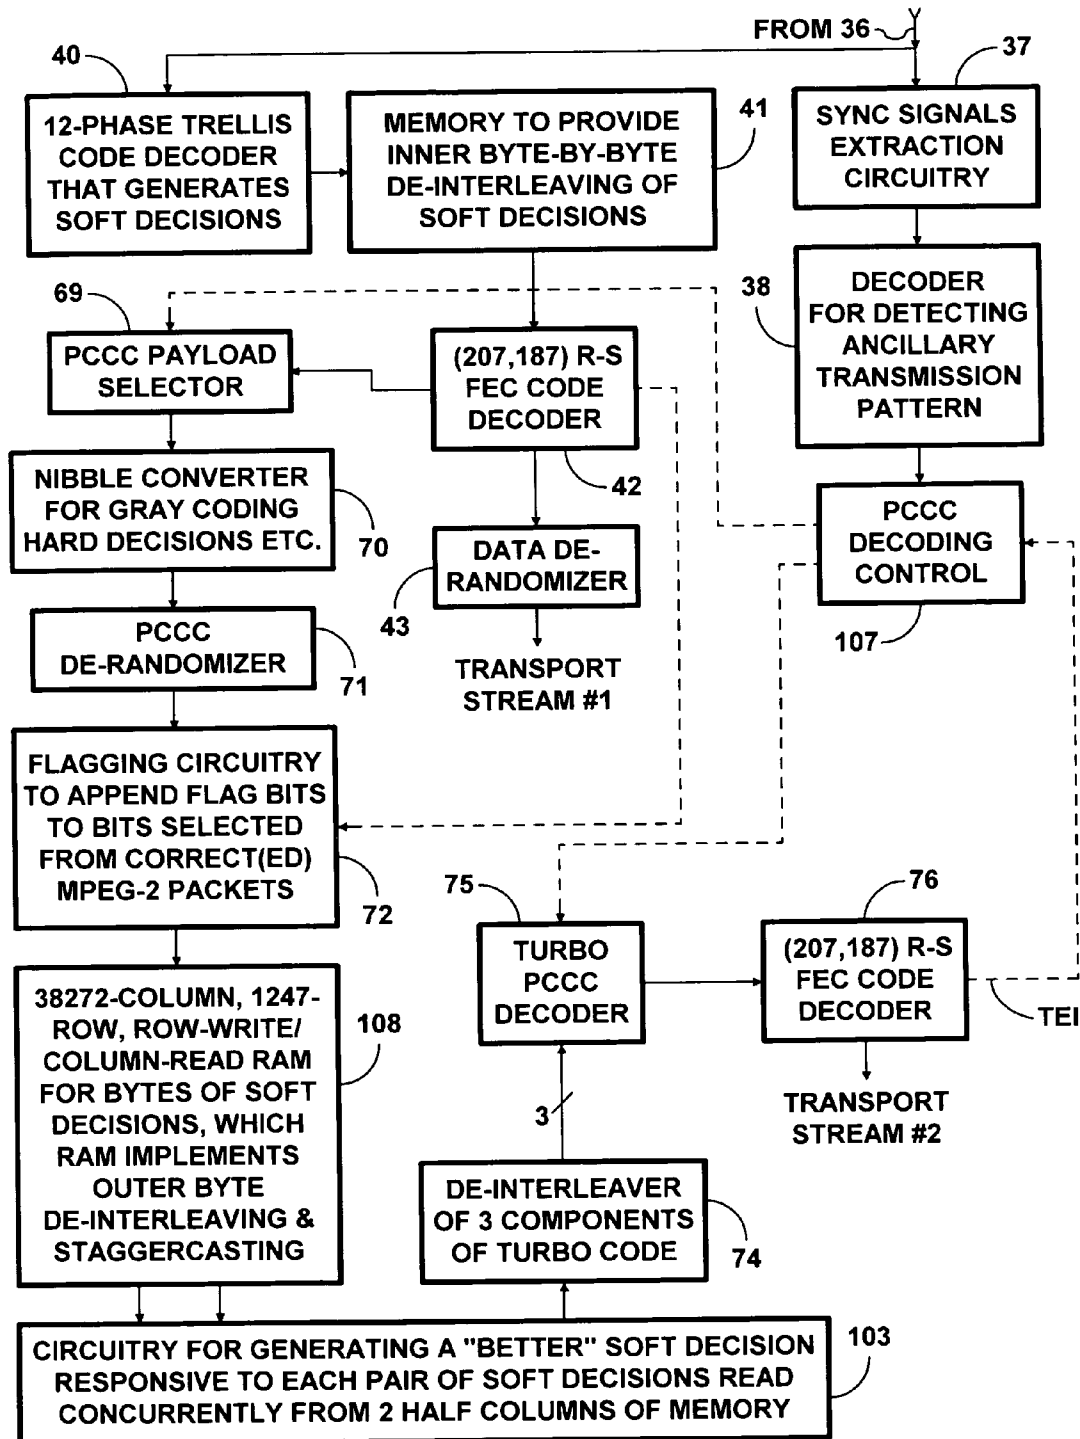 FROM 36
40
37
12-PHASE TRELLIS
CODE DECODER
THAT GENERATES
SOFT DECISIONS
MEMORY TO PROVIDE
INNER BYTE-BY-BYTE
DE-INTERLEAVING OF
SOFT DECISIONS
41
SYNC SIGNALS
EXTRACTION
CIRCUITRY
69
38
DECODER
FOR DETECTING
ANCILLARY
TRANSMISSION
PATTERN
PCCC PAYLOAD
SELECTOR
(207,187) R-S
FEC CODE
DECODER
42
NIBBLE CONVERTER
FOR GRAY CODING
HARD DECISIONS ETC.
70
DATA DE-
RANDOMIZER
43
PCCC
DECODING
CONTROL
107
PCCC
DE-RANDOMIZER
71
TRANSPORT
STREAM #1
FLAGGING CIRCUITRY
TO APPEND FLAG BITS
TO BITS SELECTED
FROM CORRECT(ED)
MPEG-2 PACKETS
72
75
76
TURBO
PCCC
DECODER
(207,187) R-S
FEC CODE
DECODER
TEI
38272-COLUMN, 1247-
ROW, ROW-WRITE/
COLUMN-READ RAM
FOR BYTES OF SOFT
DECISIONS, WHICH
RAM IMPLEMENTS
OUTER BYTE
DE-INTERLEAVING &
STAGGERCASTING
108
3
TRANSPORT
STREAM #2
DE-INTERLEAVER
OF 3 COMPONENTS
OF TURBO CODE
74
CIRCUITRY FOR GENERATING A "BETTER" SOFT DECISION
RESPONSIVE TO EACH PAIR OF SOFT DECISIONS READ
CONCURRENTLY FROM 2 HALF COLUMNS OF MEMORY
103